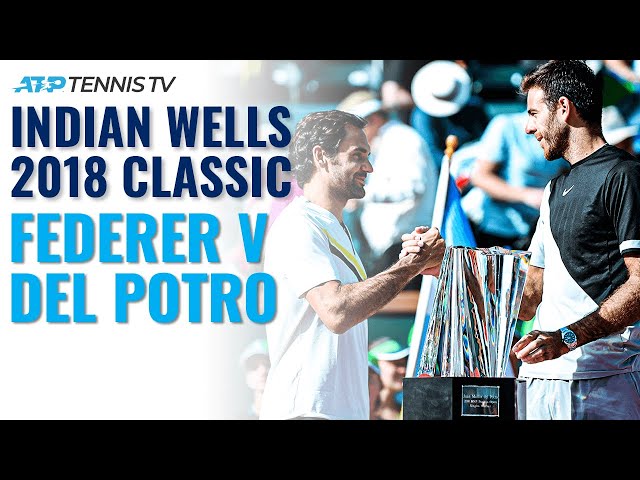 ATP TENNIS TV
INDIAN WELLS
2018 CLASSIC
FEDERER V
DEL POTRO